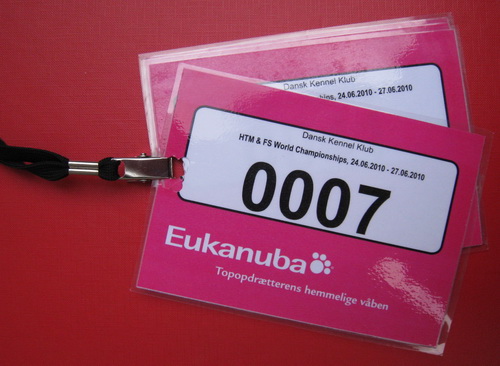 Dansk Kennel Klub
hips, 24.06.2010 - 27.06.2010
Dansk Kennel Klub
HTM & FS World Championships, 24.06.2010 - 27.06.2010
0007
Eukanuba
Topopdrætterens hemmelige våben